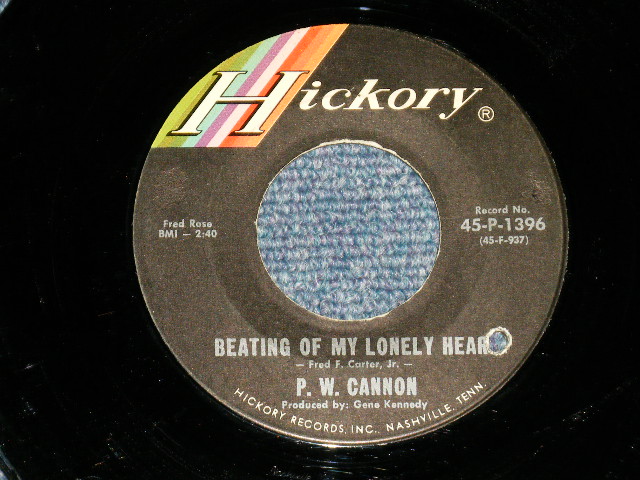 Hickory®
Fred Rose
BMI - 2:40
Record No.
45-P-1396
(45-F-937)
BEATING OF MY LONELY HEAR
— Fred F. Carter, Jr. —
P. W. CANNON
Produced by: Gene Kennedy
HICKORY RECORDS, INC., NASHVILLE, TENN.